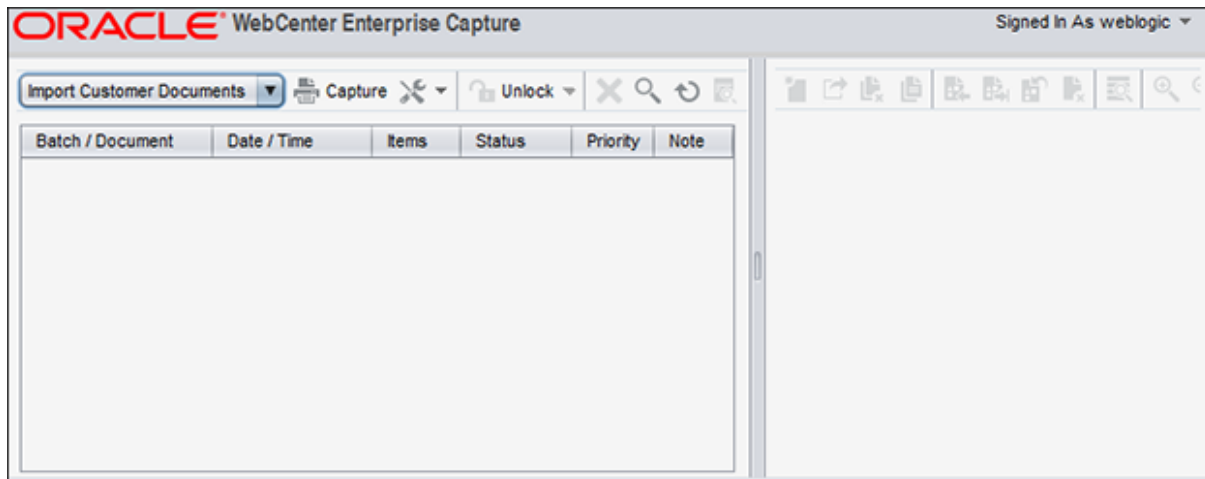 ORACLE® WebCenter Enterprise Capture
Signed In As weblogic
Import Customer Documents Capture Unlock
Batch / Document Date / Time Items Status Priority Note